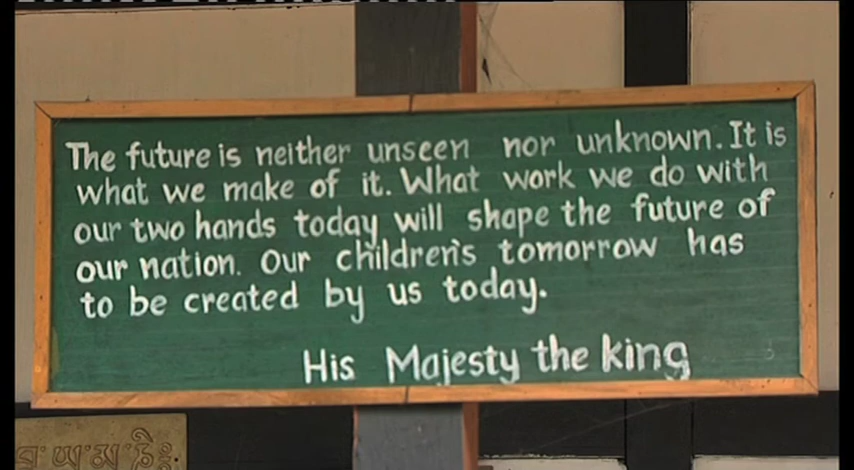 The future is neither unseen nor unknown. It is
what we make of it. What work we do with
our two hands today will shape the future of
our nation. Our children's tomorrow has
to be created by us today.
His Majesty the king